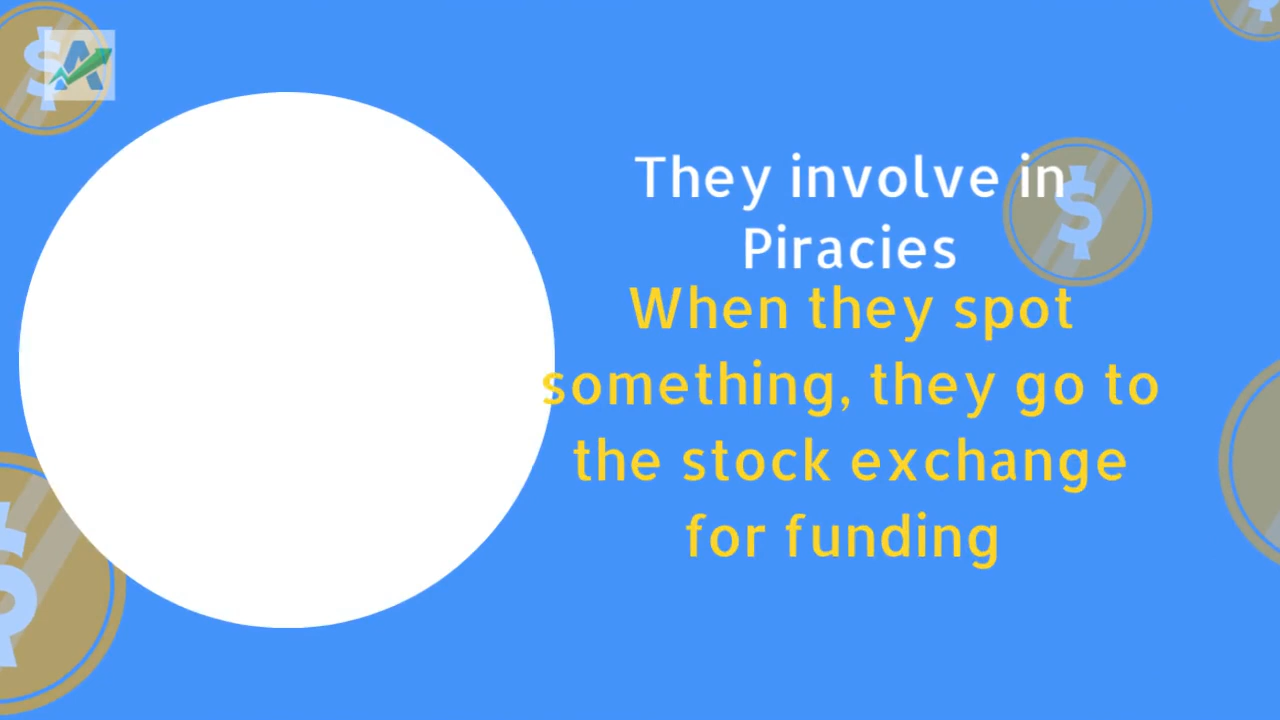 They involve in
Piracies
When they spot
something, they go to
the stock exchange
for funding